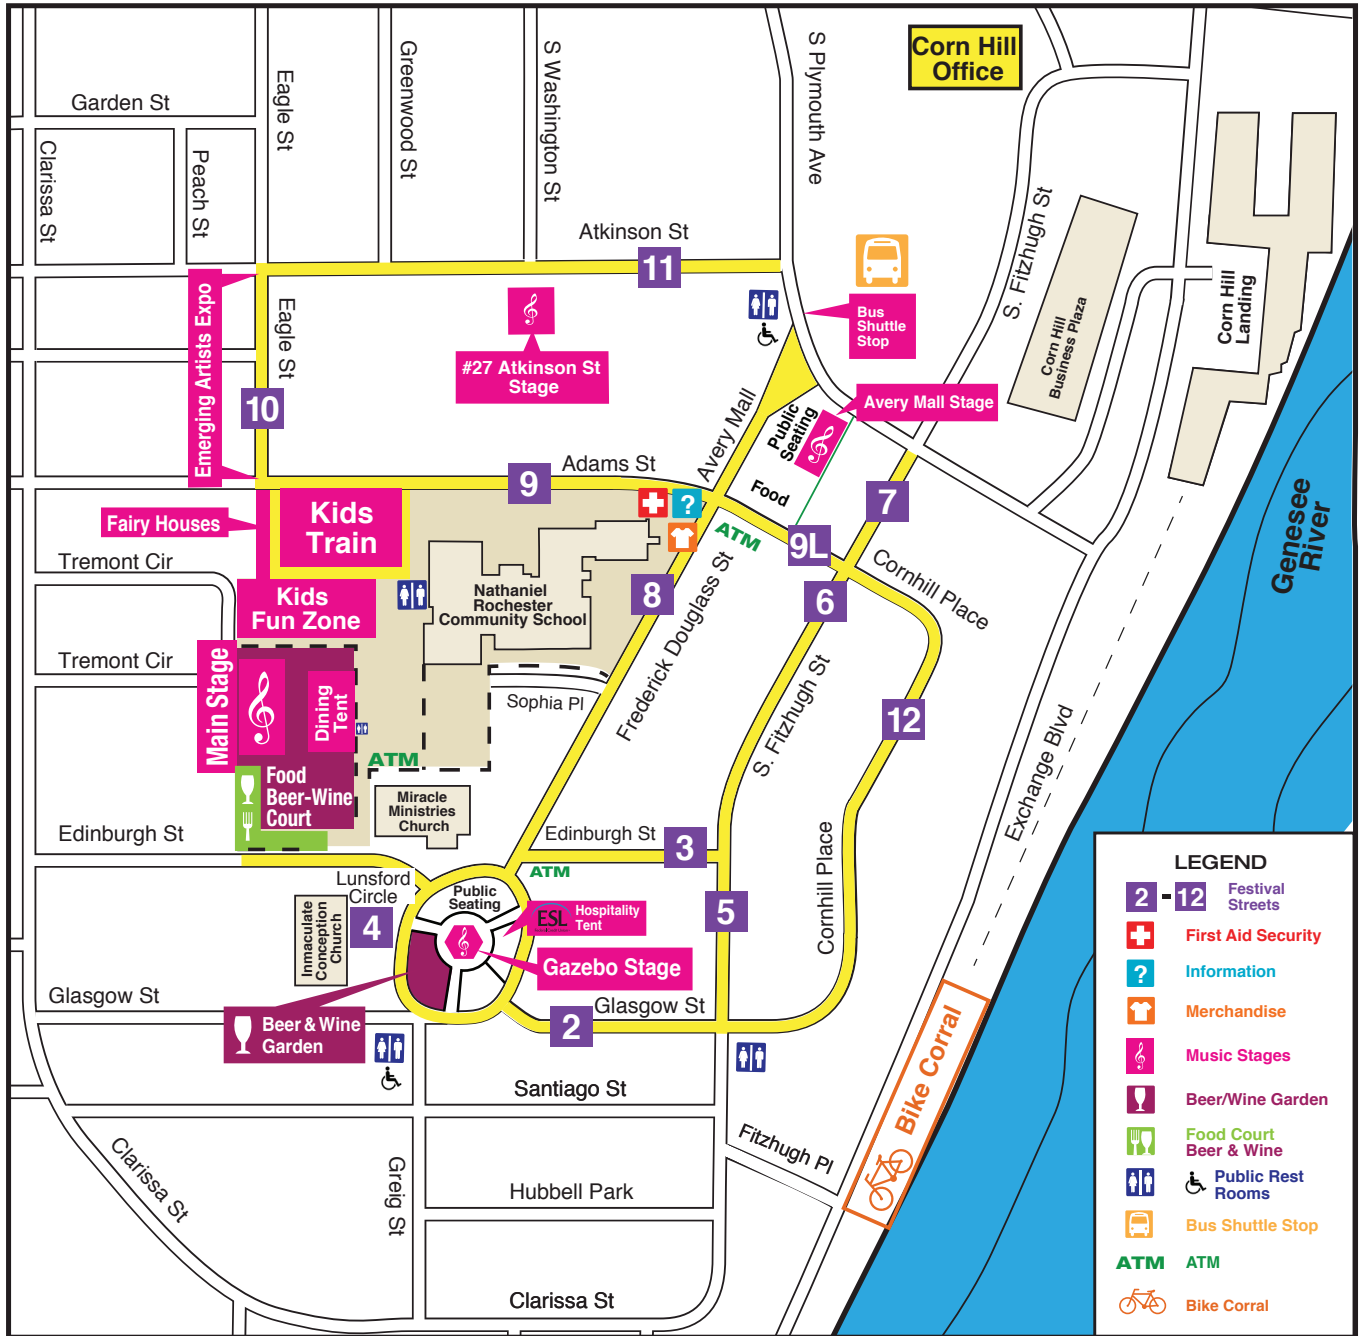 Corn Hill
Office
Garden St
Clarissa St
Peach St
Eagle St
Greenwood St
S Washington St
S Plymouth Ave
Atkinson St
11
S. Fitzhugh St
Corn Hill
Business Plaza
Corn Hill
Landing
Genesee
River
Emerging Artists Expo
Eagle St
10
#27 Atkinson St
Stage
Bus
Shuttle
Stop
Avery Mall Stage
Avery Mall
Public
Seating
Food
Adams St
9
?
ATM
9L
7
Fairy Houses
Kids
Train
Tremont Cir
Kids
Fun Zone
Nathaniel
Rochester
Community School
8
Frederick Douglass St
6
Cornhill Place
Tremont Cir
Main Stage
Dining
Tent
Sophia Pl
S. Fitzhugh St
12
Exchange Blvd
ATM
Food
Beer-Wine
Court
Miracle
Ministries
Church
Edinburgh St
Edinburgh St
3
Cornhill Place
ATM
Lunsford
Circle
Public
Seating
4
Inmaculate
Conception
Church
ESL
Hospitality
Tent
5
Gazebo Stage
Glasgow St
Glasgow St
2
Beer & Wine
Garden
Santiago St
Bike Corral
Fitzhugh Pl
Clarissa St
Greig St
Hubbell Park
Clarissa St
LEGEND
2 - 12 Festival
Streets
First Aid Security
? Information
Merchandise
Music Stages
Beer/Wine Garden
Food Court
Beer & Wine
Public Rest
Rooms
Bus Shuttle Stop
ATM ATM
Bike Corral